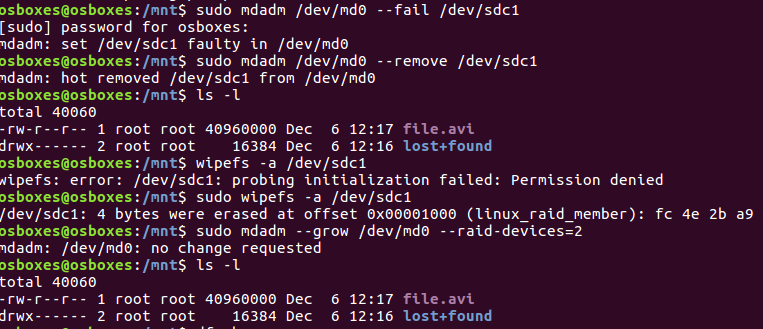 osboxes@osboxes:/mnt$ sudo mdadm /dev/md0 --fail /dev/sdc1
[sudo] password for osboxes:
mdadm: set /dev/sdc1 faulty in /dev/md0
osboxes@osboxes:/mnt$ sudo mdadm /dev/md0 --remove /dev/sdc1
mdadm: hot removed /dev/sdc1 from /dev/md0
osboxes@osboxes:/mnt$ ls -l
total 40060
-rw-r--r-- 1 root root 40960000 Dec  6 12:17 file.avi
drwx------ 2 root root    16384 Dec  6 12:16 lost+found
osboxes@osboxes:/mnt$ wipefs -a /dev/sdc1
wipefs: error: /dev/sdc1: probing initialization failed: Permission denied
osboxes@osboxes:/mnt$ sudo wipefs -a /dev/sdc1
/dev/sdc1: 4 bytes were erased at offset 0x00001000 (linux_raid_member): fc 4e 2b a9
osboxes@osboxes:/mnt$ sudo mdadm --grow /dev/md0 --raid-devices=2
mdadm: /dev/md0: no change requested
osboxes@osboxes:/mnt$ ls -l
total 40060
-rw-r--r-- 1 root root 40960000 Dec  6 12:17 file.avi
drwx------ 2 root root    16384 Dec  6 12:16 lost+found